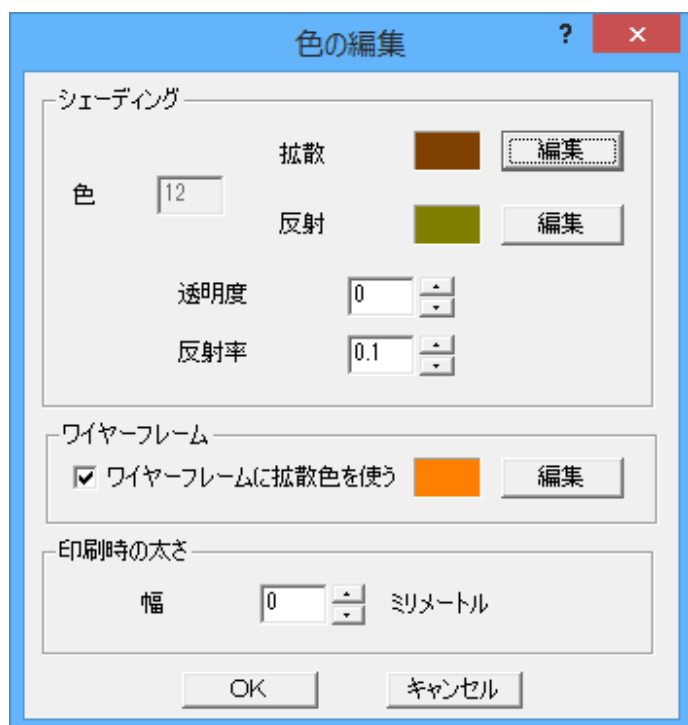 色の編集 ?
シェーディング
拡散 編集
色 12
反射 編集
透明度 0
反射率 0.1
ワイヤーフレーム
ワイヤーフレームに拡散色を使う 編集
印刷時の太さ
幅 0 ミリメートル
OK キャンセル